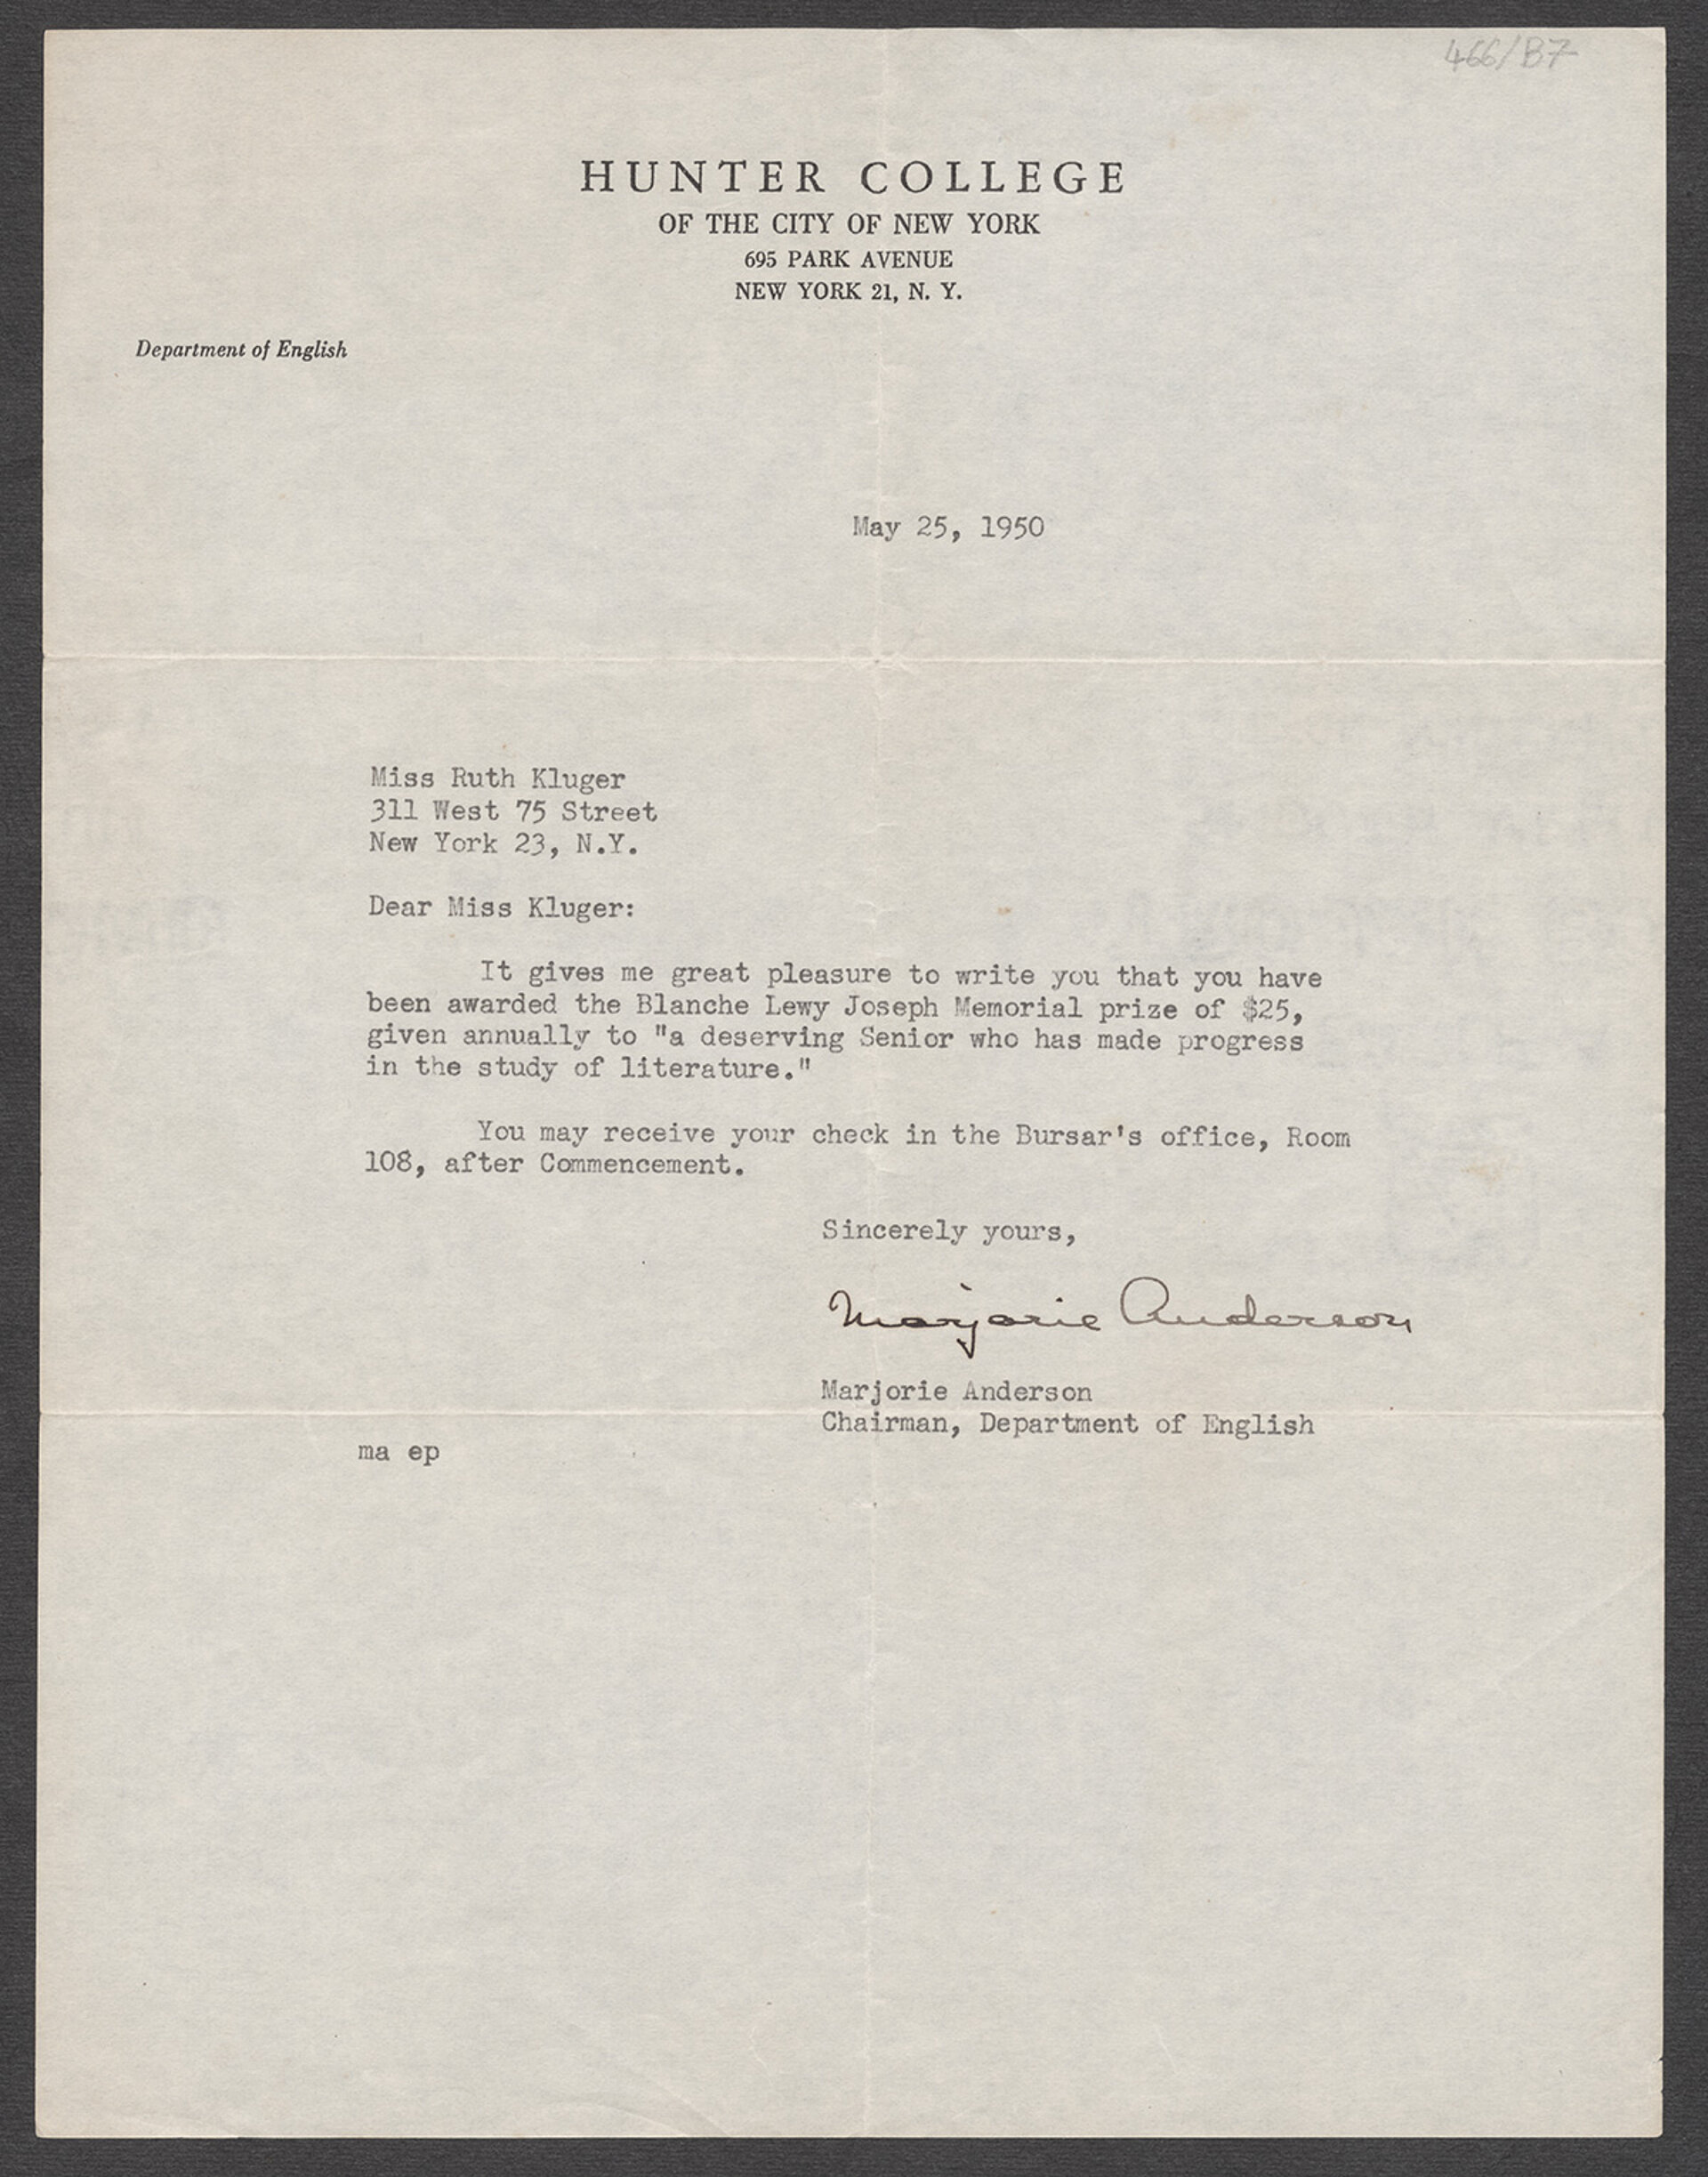 466/B7
HUNTER COLLEGE
OF THE CITY OF NEW YORK
695 PARK AVENUE
NEW YORK 21, N. Y.
Department of English
May 25, 1950
Miss Ruth Kluger
311 West 75 Street
New York 23, N.Y.
Dear Miss Kluger:
It gives me great pleasure to write you that you have
been awarded the Blanche Lewy Joseph Memorial prize of $25,
given annually to "a deserving Senior who has made progress
in the study of literature."
You may receive your check in the Bursar's office, Room
108, after Commencement.
Sincerely yours,
Marjorie Anderson
Marjorie Anderson
Chairman, Department of English
ma ep